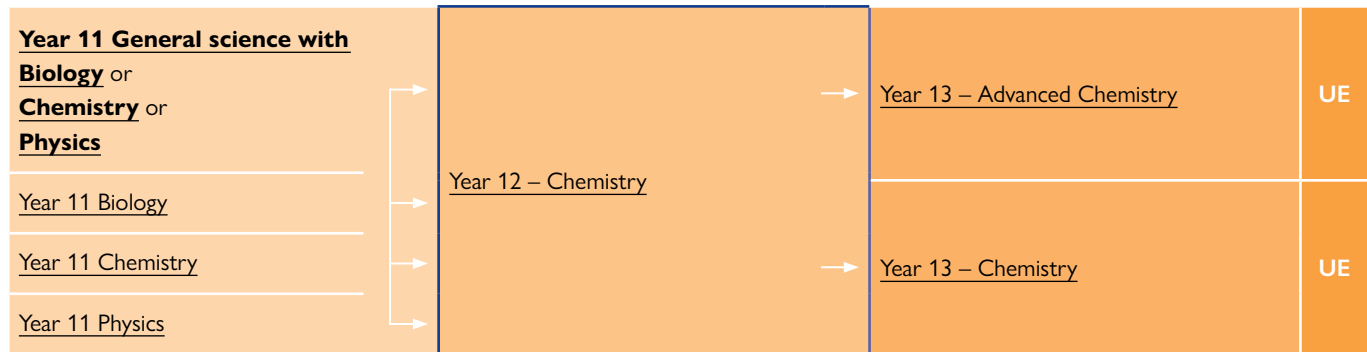 Year 11 General science with
Biology or
Chemistry or
Physics
Year 11 Biology
Year 11 Chemistry
Year 11 Physics
Year 12 – Chemistry
Year 13 – Advanced Chemistry
UE
Year 13 – Chemistry
UE